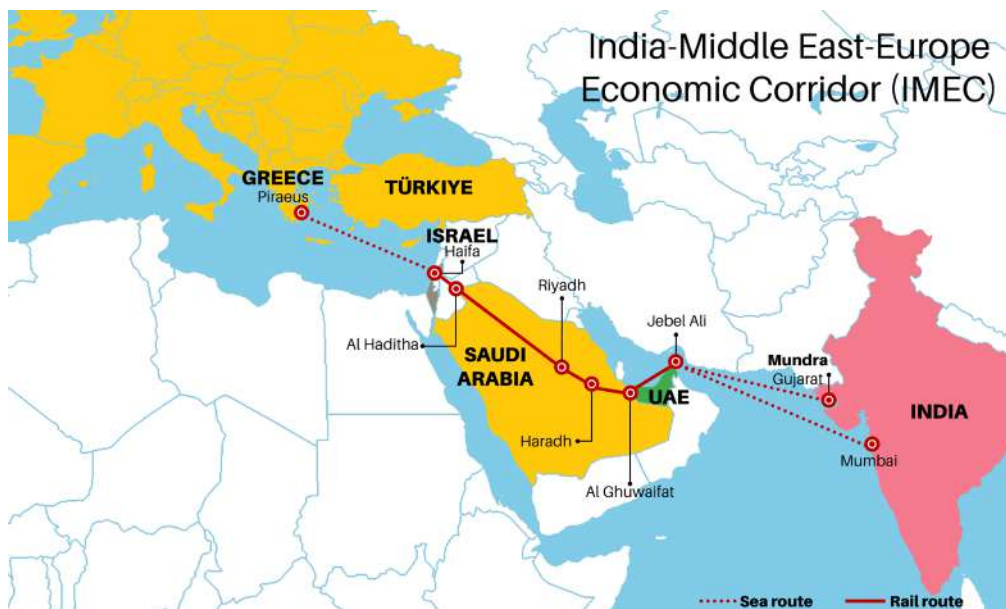 India-Middle East-Europe
Economic Corridor (IMEC)
GREECE
Piraeus
TÜRKIYE
ISRAEL
Haifa
Riyadh
Jebel Ali
Al Haditha
SAUDI
ARABIA
UAE
Mundra
Gujarat
INDIA
Haradh
Al Ghuwaifat
Mumbai
Sea route
Rail route